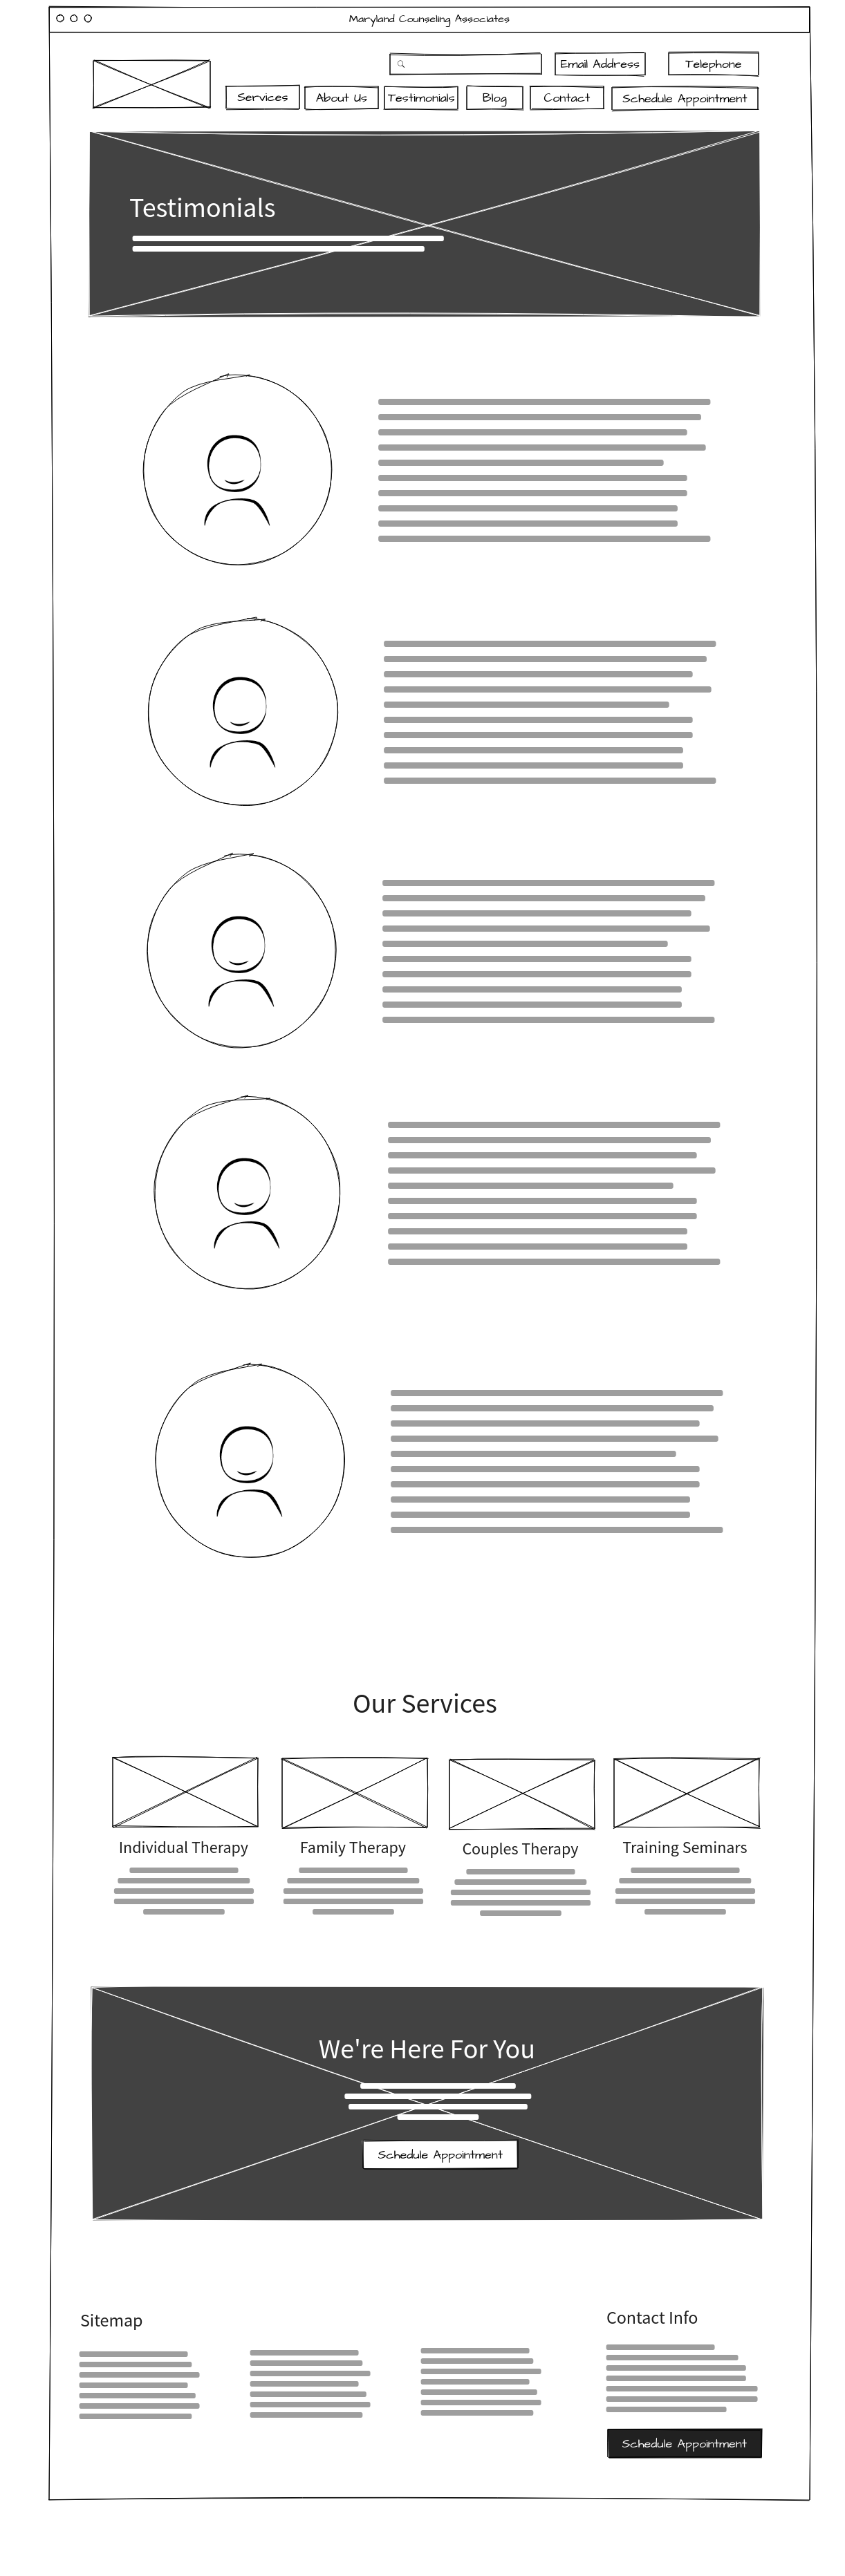 Maryland Counseling Associates
Email Address
Telephone
Services
About Us
Testimonials
Blog
Contact
Schedule Appointment
Testimonials
Our Services
Individual Therapy
Family Therapy
Couples Therapy
Training Seminars
We're Here For You
Schedule Appointment
Sitemap
Contact Info
Schedule Appointment